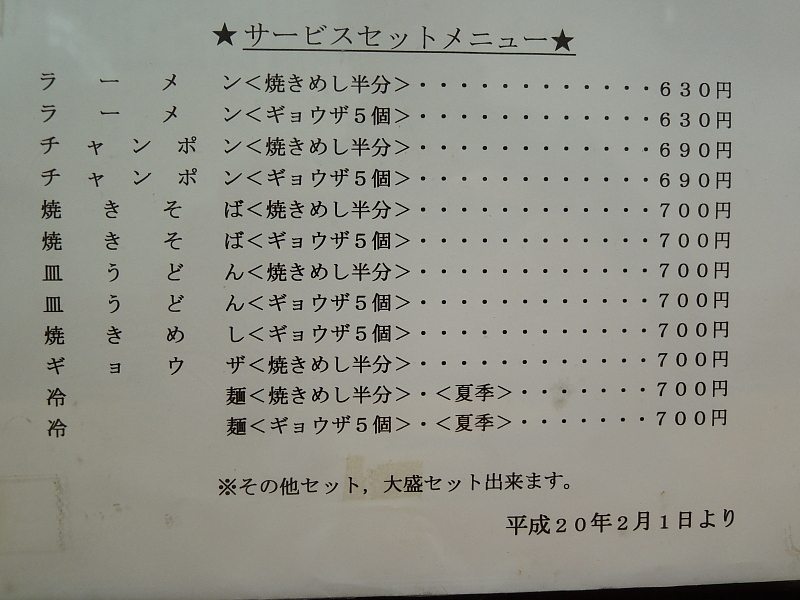 ★サービスセットメニュー★
ラーメン＜焼きめし半分＞・・・・・・・・・・・・６３０円
ラーメン＜ギョウザ５個＞・・・・・・・・・・・・６３０円
チャンポン＜焼きめし半分＞・・・・・・・・・・・・６９０円
チャンポン＜ギョウザ５個＞・・・・・・・・・・・・６９０円
焼きそば＜焼きめし半分＞・・・・・・・・・・・・７００円
焼きそば＜ギョウザ５個＞・・・・・・・・・・・・７００円
皿うどん＜焼きめし半分＞・・・・・・・・・・・・７００円
皿うどん＜ギョウザ５個＞・・・・・・・・・・・・７００円
焼きめし＜ギョウザ５個＞・・・・・・・・・・・・７００円
ギョウザ＜焼きめし半分＞・・・・・・・・・・・・７００円
冷麺＜焼きめし半分＞・＜夏季＞・・・・・・・７００円
冷麺＜ギョウザ５個＞・＜夏季＞・・・・・・・７００円
※その他セット，大盛セット出来ます。
平成２０年２月１日より